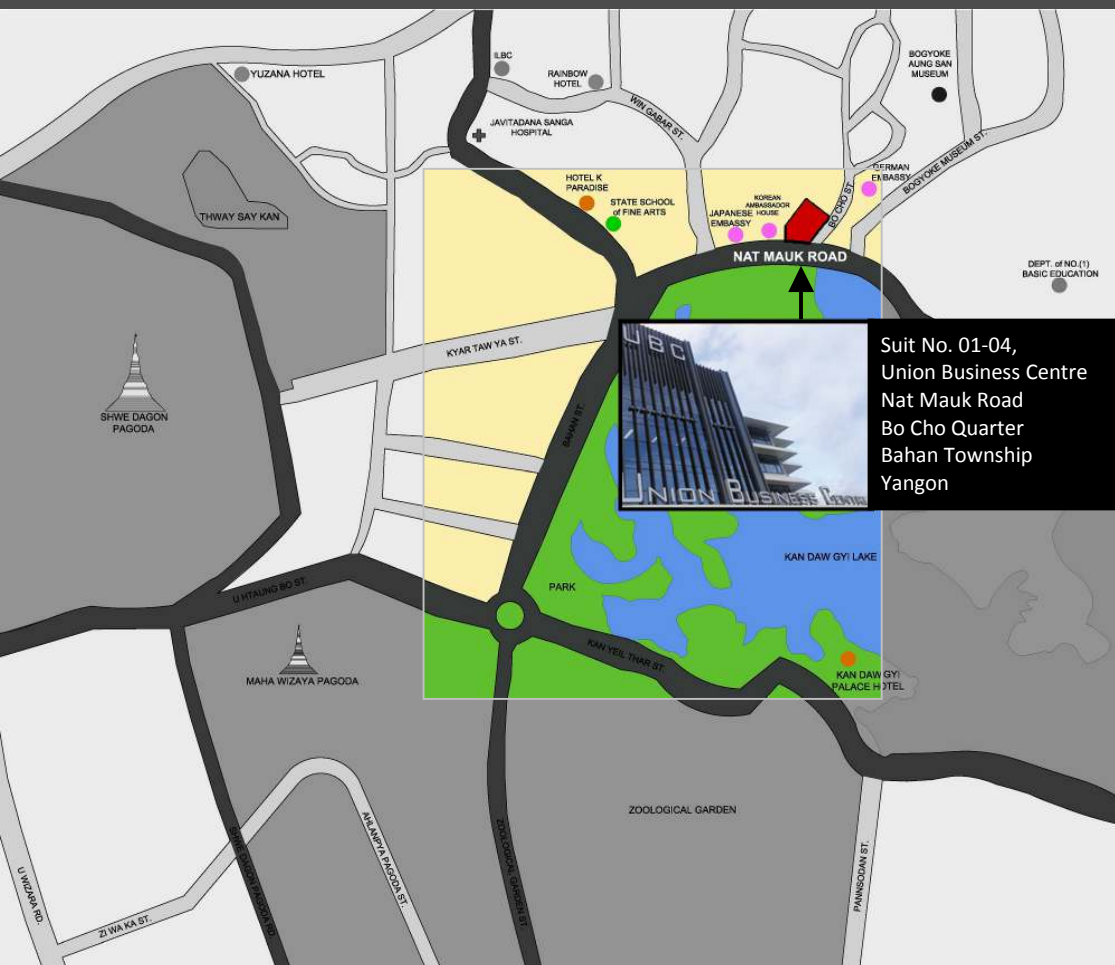 ILBC
YUZANA HOTEL
RAINBOW
HOTEL
BOGYOKE
AUNG SAN
MUSEUM
WIN GABAR ST.
JAVITADANA SANGA
HOSPITAL
BOGYOKE MUSEUM ST.
GERMAN
EMBASSY
HOTEL K
PARADISE
STATE SCHOOL
of FINE ARTS
KOREAN
AMBASSADOR
HOUSE
JAPANESE
EMBASSY
BO CHO ST
THWAY SAY KAN
NAT MAUK ROAD
DEPT. of NO.(1)
BASIC EDUCATION
KYAR TAW YA ST.
UBC
UNION BUSINESS CENTRE
Suit No. 01-04,
Union Business Centre
Nat Mauk Road
Bo Cho Quarter
Bahan Township
Yangon
SHWE DAGON
PAGODA
BAHAN ST.
KAN DAW GYI LAKE
PARK
U HTAUNG BO ST.
KAN YEIL THAR ST.
MAHA WIZAYA PAGODA
KAN DAW GYI
PALACE HOTEL
ZOOLOGICAL GARDEN
SHWE DAGON PAGODA RD.
AHLANPYA PAGODA ST.
ZOOLOGICAL GARDEN ST.
PANNSODAN ST.
U WIZARA RD.
ZI WA KA ST.